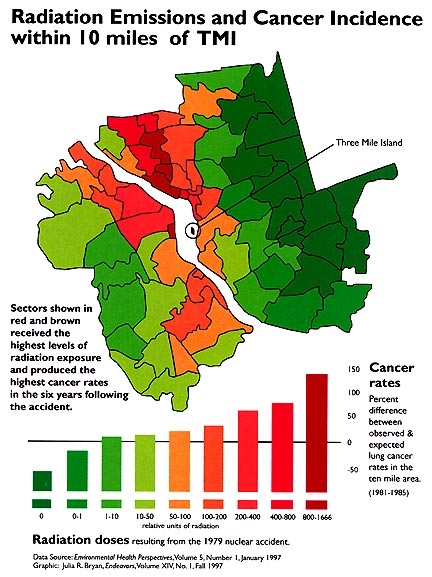 Radiation Emissions and Cancer Incidence
within 10 miles of TMI
Three Mile Island
Sectors shown in
red and brown
received the
highest levels of
radiation exposure
and produced the
highest cancer rates
in the six years following
the accident.
150
100
0
-50
Cancer
rates
Percent
difference
between
observed &
expected
lung cancer
rates in the
ten mile area.
(1981-1985)
0 0-1 1-10 10-50 50-100 100-200 200-400 400-800 800-1666
relative units of radiation
Radiation doses resulting from the 1979 nuclear accident.
Data Source: Environmental Health Perspectives, Volume 5, Number 1, January 1997
Graphic: Julia R. Bryan, Endeavors, Volume XIV, No. 1, Fall 1997